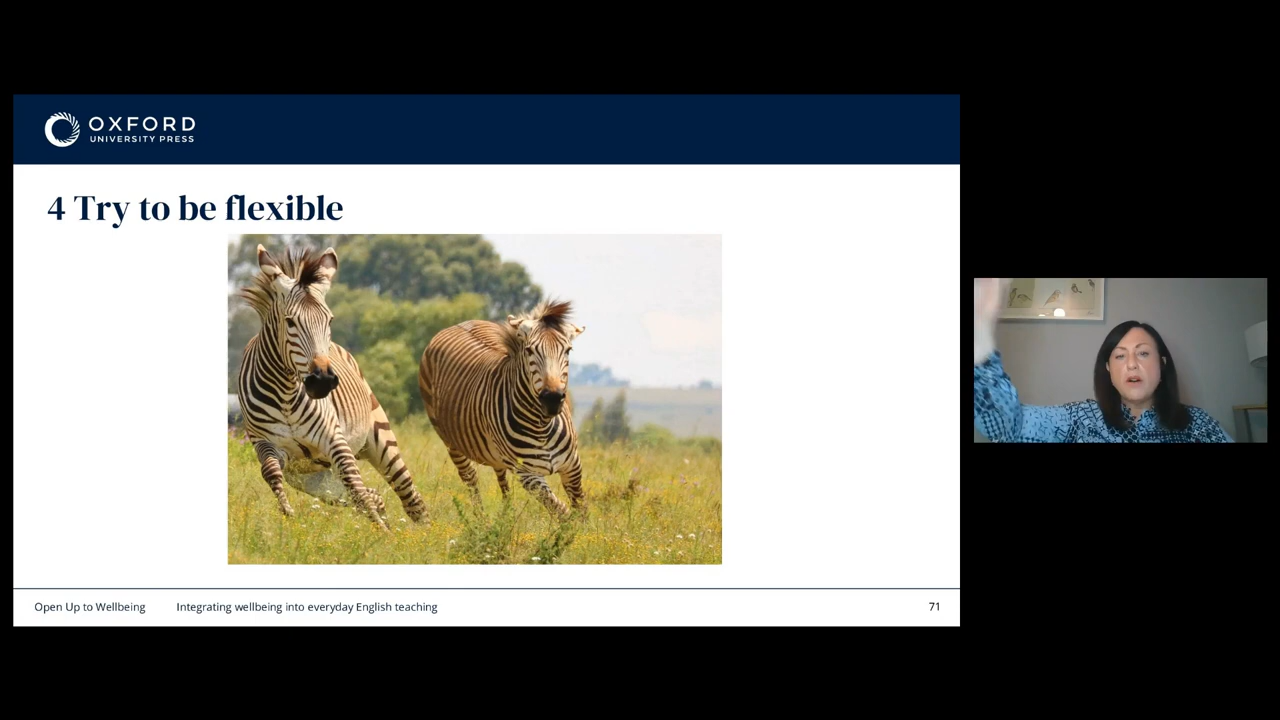 OXFORD
UNIVERSITY PRESS
4 Try to be flexible
Open Up to Wellbeing
Integrating wellbeing into everyday English teaching
71